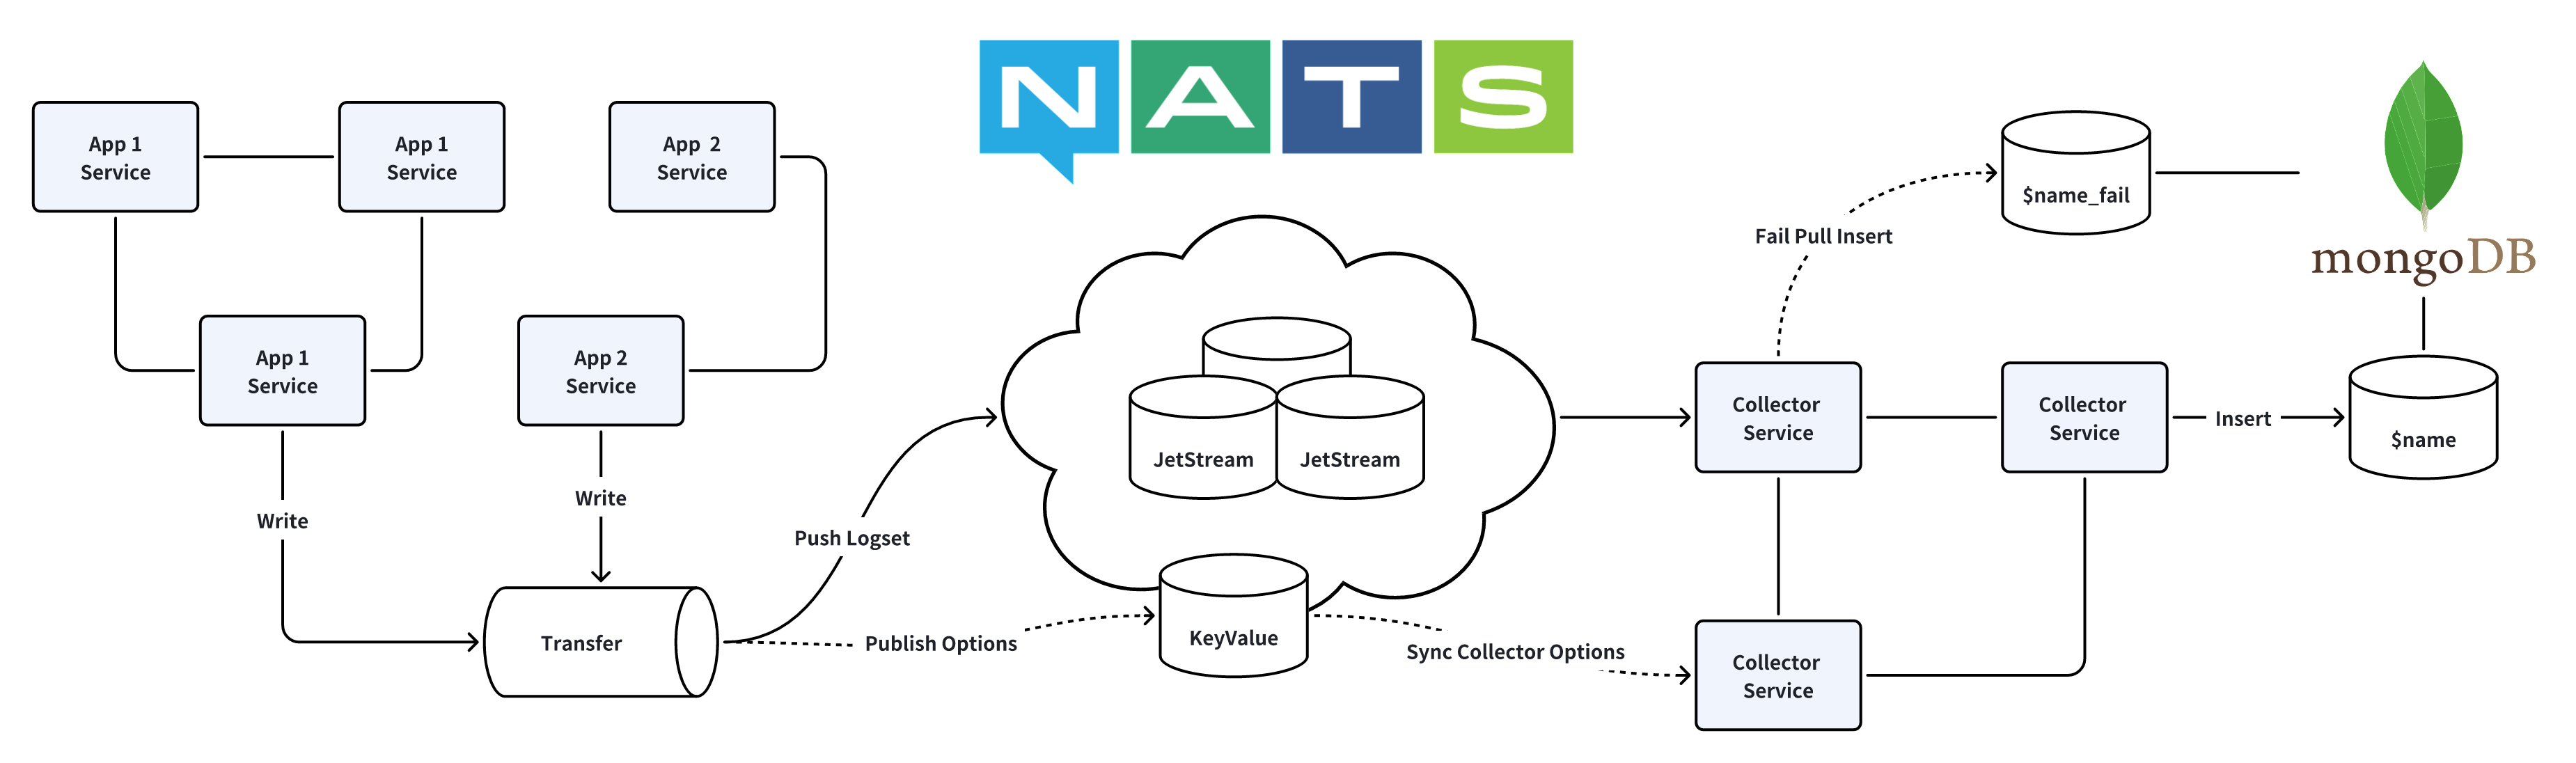 NATS
App 1
Service
App 1
Service
App 2
Service
$name_fail
Fail Pull Insert
mongoDB
App 1
Service
App 2
Service
JetStream
JetStream
Collector
Service
Collector
Service
Insert
$name
Write
Write
Push Logset
Transfer
Publish Options
KeyValue
Sync Collector Options
Collector
Service